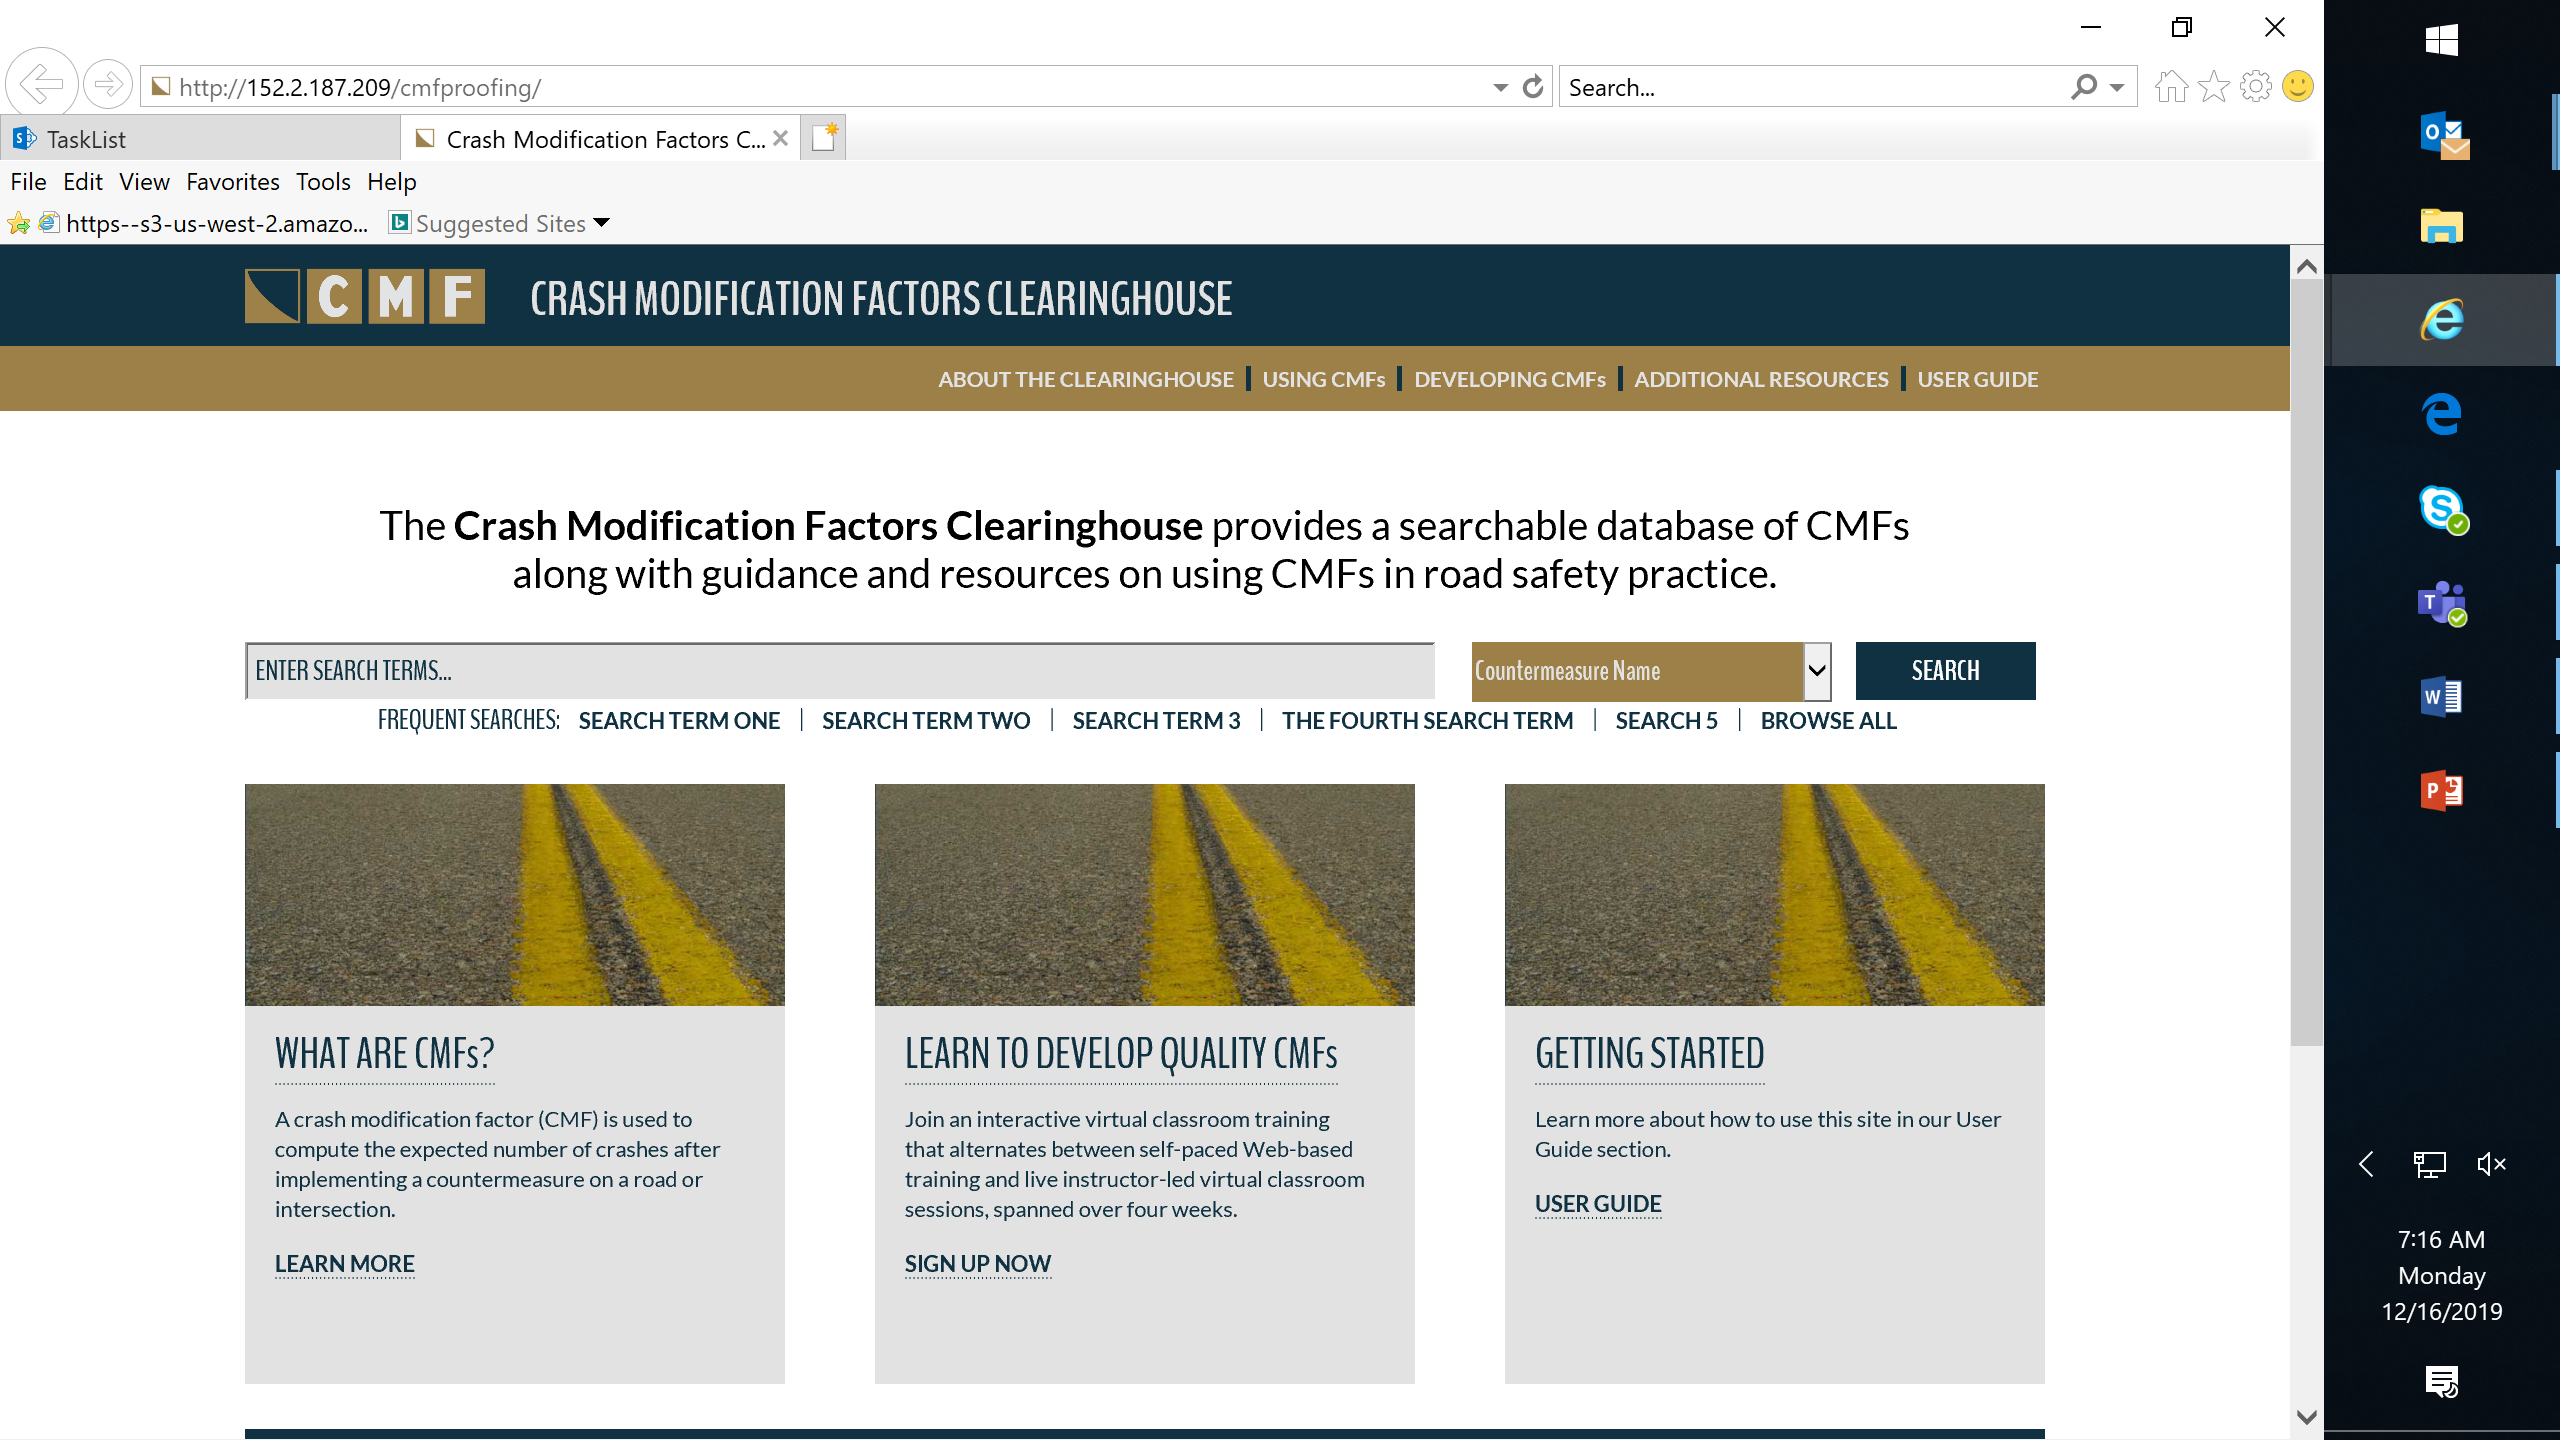 http://152.2.187.209/cmfproofing/
Search...
TaskList
Crash Modification Factors C...
File Edit View Favorites Tools Help
https--s3-us-west-2.amazo... Suggested Sites
CMF CRASH MODIFICATION FACTORS CLEARINGHOUSE
ABOUT THE CLEARINGHOUSE USING CMFs DEVELOPING CMFs ADDITIONAL RESOURCES USER GUIDE
The Crash Modification Factors Clearinghouse provides a searchable database of CMFs
along with guidance and resources on using CMFs in road safety practice.
ENTER SEARCH TERMS...
Countermeasure Name
SEARCH
FREQUENT SEARCHES: SEARCH TERM ONE | SEARCH TERM TWO | SEARCH TERM 3 | THE FOURTH SEARCH TERM | SEARCH 5 | BROWSE ALL
WHAT ARE CMFs?
A crash modification factor (CMF) is used to
compute the expected number of crashes after
implementing a countermeasure on a road or
intersection.
LEARN MORE
LEARN TO DEVELOP QUALITY CMFs
Join an interactive virtual classroom training
that alternates between self-paced Web-based
training and live instructor-led virtual classroom
sessions, spanned over four weeks.
SIGN UP NOW
GETTING STARTED
Learn more about how to use this site in our User
Guide section.
USER GUIDE
7:16 AM
Monday
12/16/2019